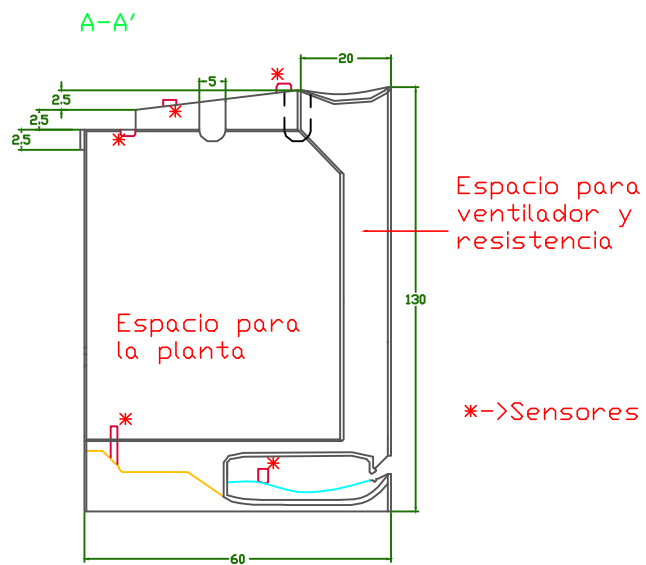 A-A'
20
5
2.5
2.5
2.5
Espacio para
ventilador y
resistencia
130
Espacio para
la planta
*->Sensores
60